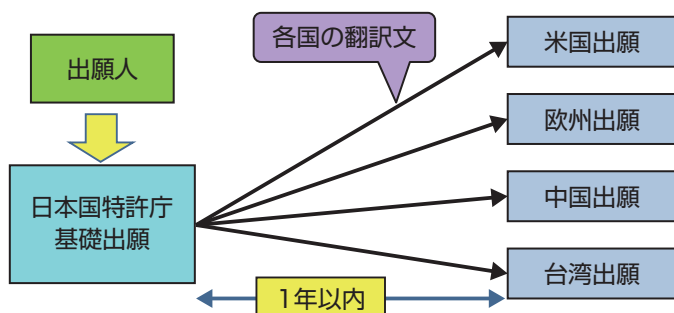 各国の翻訳文
米国出願
出願人
欧州出願
日本国特許庁
基礎出願
中国出願
台湾出願
1年以内